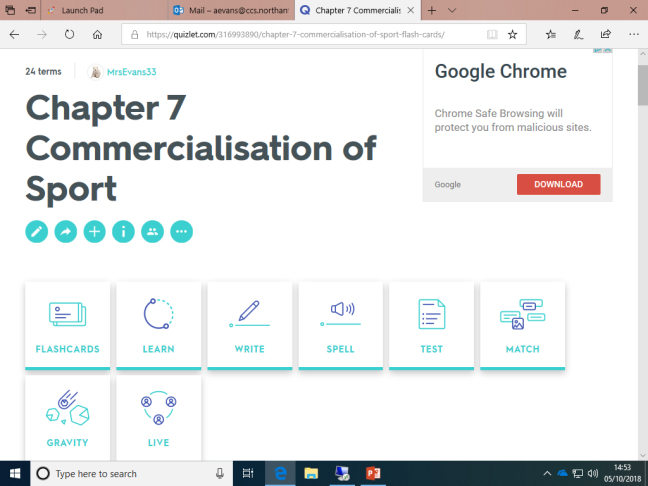 Launch Pad
Mail – aevans@ccs.northan
Chapter 7 Commercialis
https://quizlet.com/316993890/chapter-7-commercialisation-of-sport-flash-cards/
24 terms
MrsEvans33
Chapter 7
Commercialisation of
Sport
Google Chrome
Chrome Safe Browsing will
protect you from malicious sites.
Google
DOWNLOAD
FLASHCARDS
LEARN
WRITE
SPELL
TEST
MATCH
GRAVITY
LIVE
Type here to search
14:53
05/10/2018